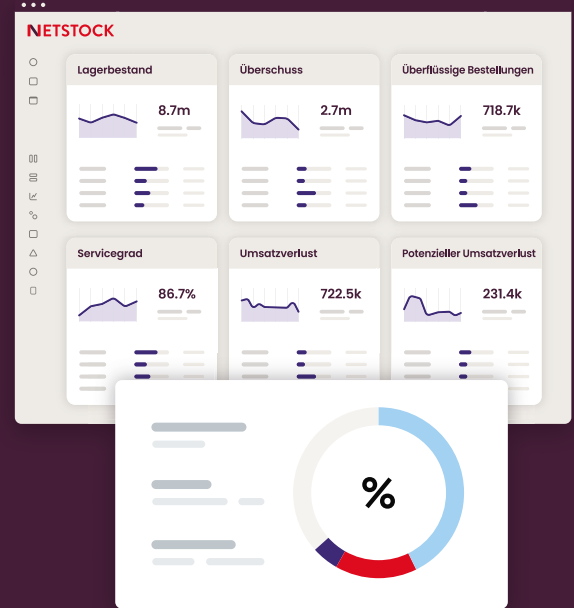 NETSTOCK
Lagerbestand
8.7m
Überschuss
2.7m
Überflüssige Bestellungen
718.7k
Servicegrad
86.7%
Umsatzverlust
722.5k
Potenzieller Umsatzverlust
231.4k
%